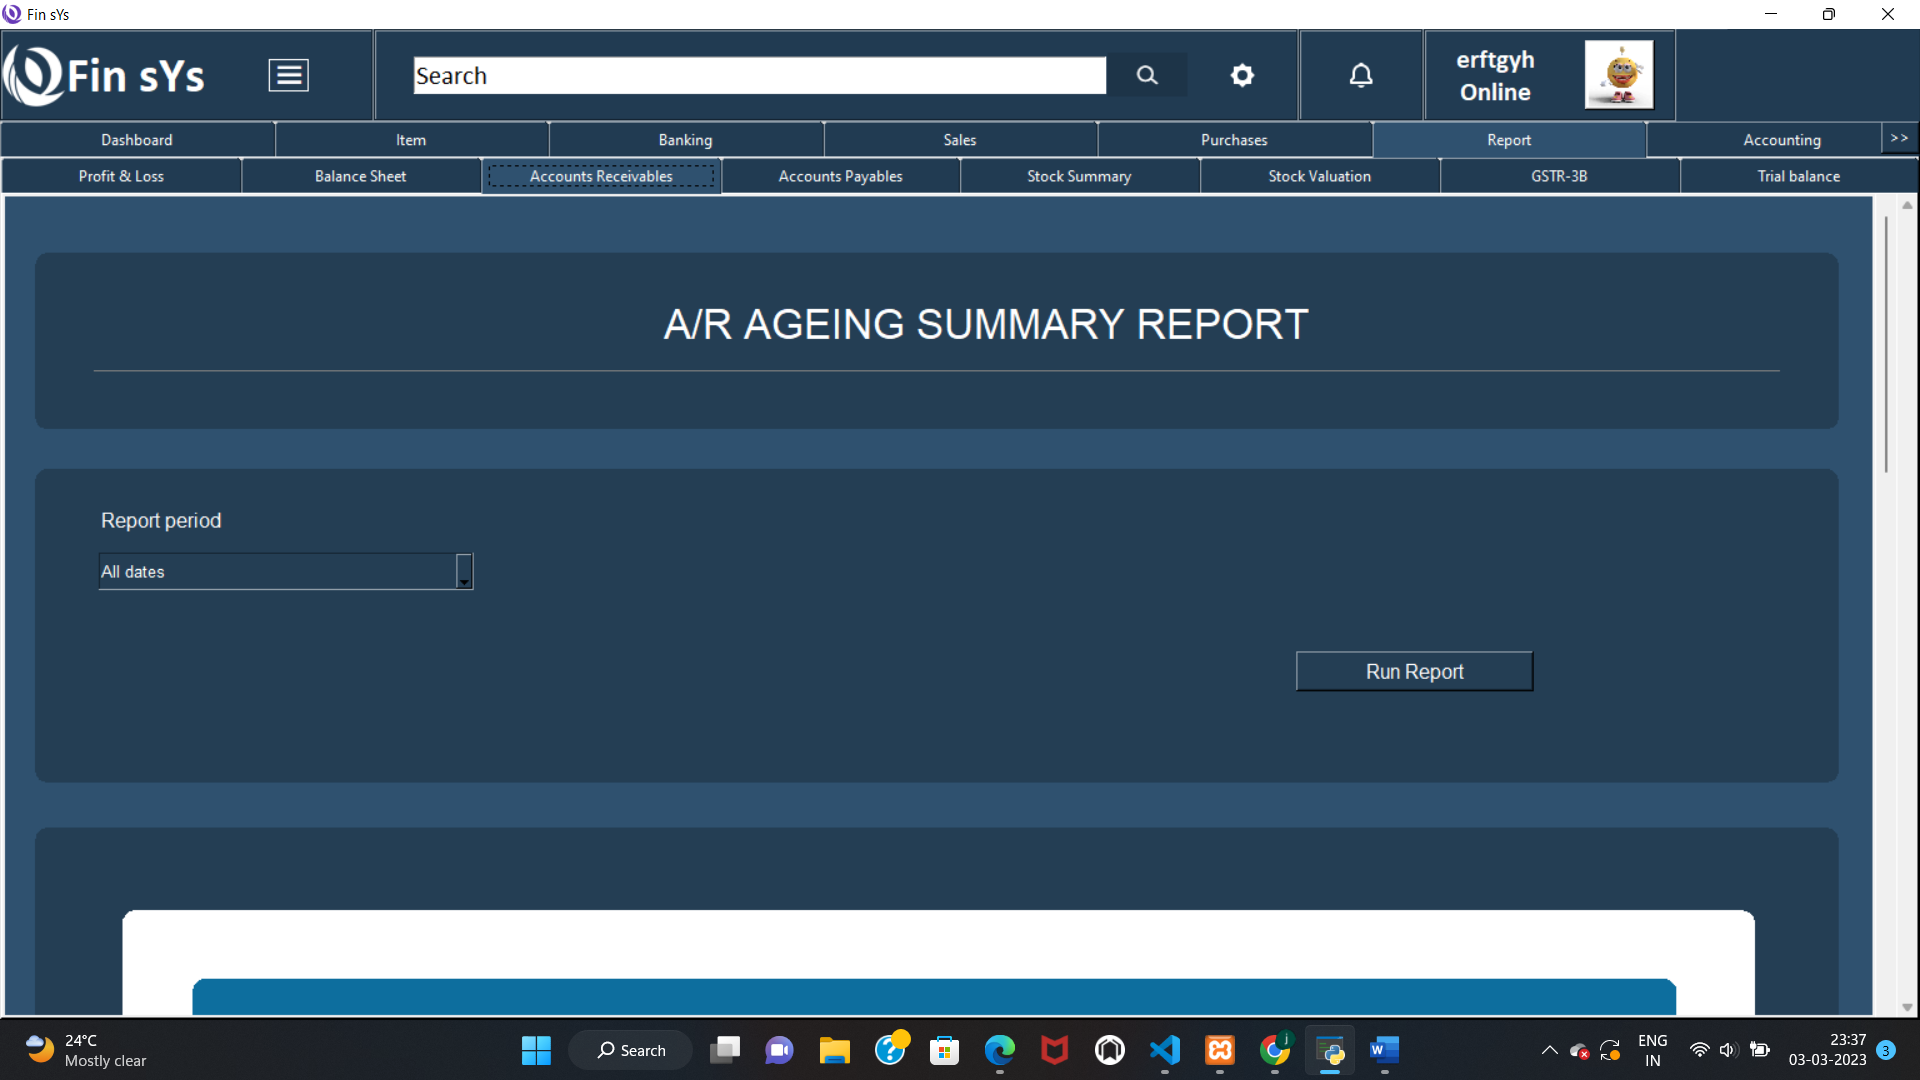 Fin sYs
Fin sYs
Search
erftgyh
Online
Dashboard
Item
Banking
Sales
Purchases
Report
Accounting
>>
Profit & Loss
Balance Sheet
Accounts Receivables
Accounts Payables
Stock Summary
Stock Valuation
GSTR-3B
Trial balance
A/R AGEING SUMMARY REPORT
Report period
All dates
Run Report
24°C
Mostly clear
Search
j
W
ENG
IN
23:37
03-03-2023
3